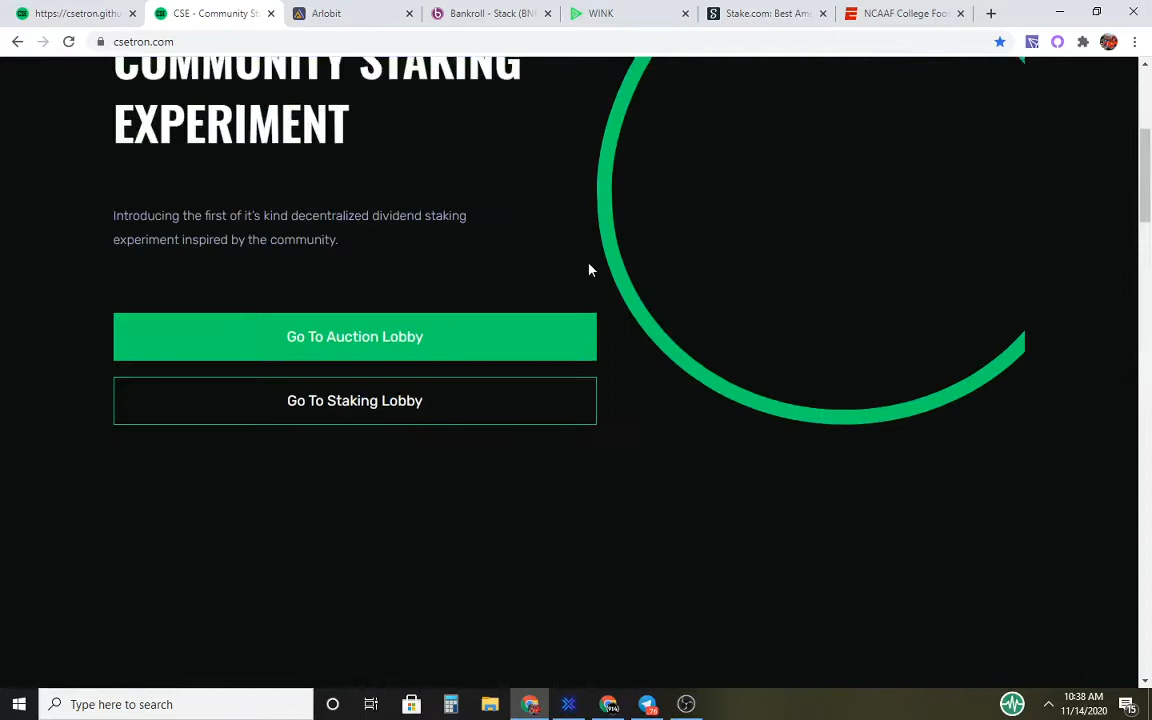 https://csetron.githu
CSE - Community St
Arlobit
Bankroll - Stack (BN
WINK
Stake.com: Best Am
NCAAF College Foo
csetron.com
COMMUNITY STAKING
EXPERIMENT
Introducing the first of it's kind decentralized dividend staking
experiment inspired by the community.
Go To Auction Lobby
Go To Staking Lobby
Type here to search
10:38 AM
11/14/2020